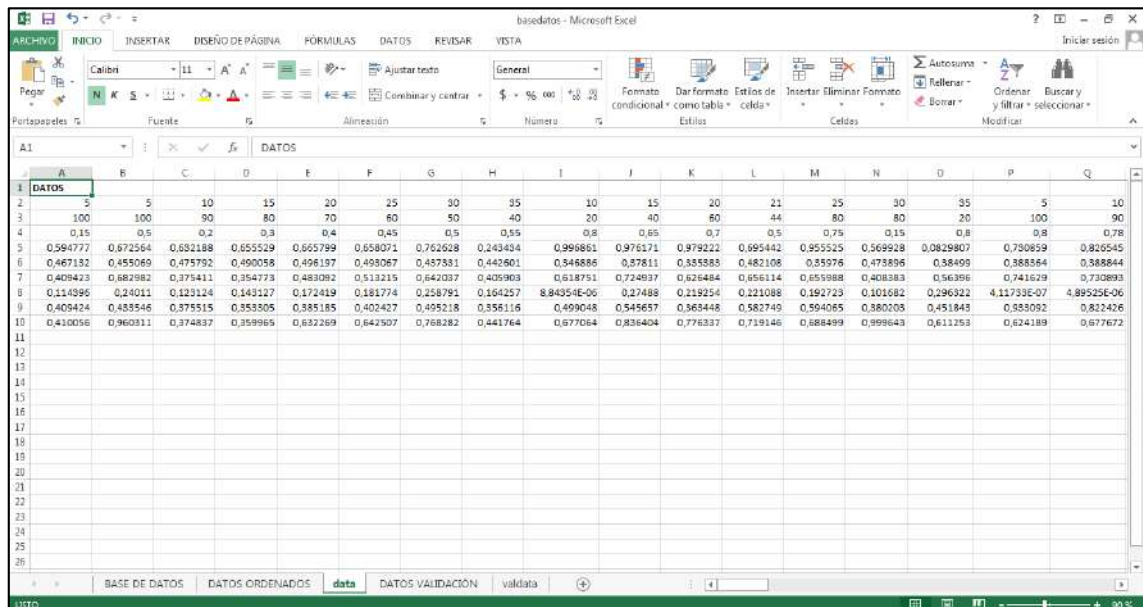 basedatos - Microsoft Excel
ARCHIVO INICIO INSERTAR DISEÑO DE PÁGINA FÓRMULAS DATOS REVISAR VISTA Iniciar sesión
Calibri 11 A A Ajustar texto General Autosuma
Pegar Rellenar
N K S Combinar y centrar $ % 000 Borrar
Formato condicional Dar formato como tabla Estilos de celda Insertar Eliminar Formato Ordenar y filtrar Buscar y seleccionar
Portapapeles Fuente Alineación Número Estilos Celdas Modificar
A1 fx DATOS
A B C D E F G H I J K L M N O P Q
1 DATOS
2 5 5 10 15 20 25 30 35 10 15 20 21 25 30 35 5 10
3 100 100 90 80 70 60 50 40 20 40 60 44 80 80 20 100 90
4 0,15 0,5 0,2 0,3 0,4 0,45 0,5 0,55 0,8 0,65 0,7 0,5 0,75 0,15 0,8 0,8 0,78
5 0,594777 0,672564 0,655529 0,665799 0,658071 0,762628 0,243434 0,996861 0,976171 0,979222 0,695442 0,955525 0,569928 0,0829807 0,730859 0,826545
6 0,467132 0,455069 0,475792 0,490058 0,496197 0,493067 0,442601 0,346886 0,37811 0,335383 0,482108 0,35976 0,473896 0,38499 0,388364 0,388844
7 0,409423 0,682982 0,375411 0,354773 0,483092 0,513215 0,642037 0,405903 0,618751 0,724937 0,626484 0,656114 0,655988 0,408383 0,56396 0,741629 0,730893
8 0,114396 0,24011 0,123124 0,143127 0,172419 0,181774 0,258791 0,164257 8,84354E-06 0,27488 0,219254 0,221088 0,192723 0,101682 0,296322 4,11733E-07 4,89525E-06
9 0,409424 0,375515 0,353305 0,385185 0,402427 0,495218 0,356116 0,499048 0,545657 0,363448 0,582749 0,594065 0,380203 0,451843 0,933092 0,822426
10 0,410056 0,960311 0,374837 0,359965 0,632269 0,642507 0,768282 0,441764 0,677064 0,836404 0,776337 0,719146 0,688499 0,999643 0,611253 0,624189 0,677672
11
12
13
14
15
16
17
18
19
20
21
22
23
24
25
26
BASE DE DATOS DATOS ORDENADOS data DATOS VALIDACIÓN valdata
LISTO 90 %